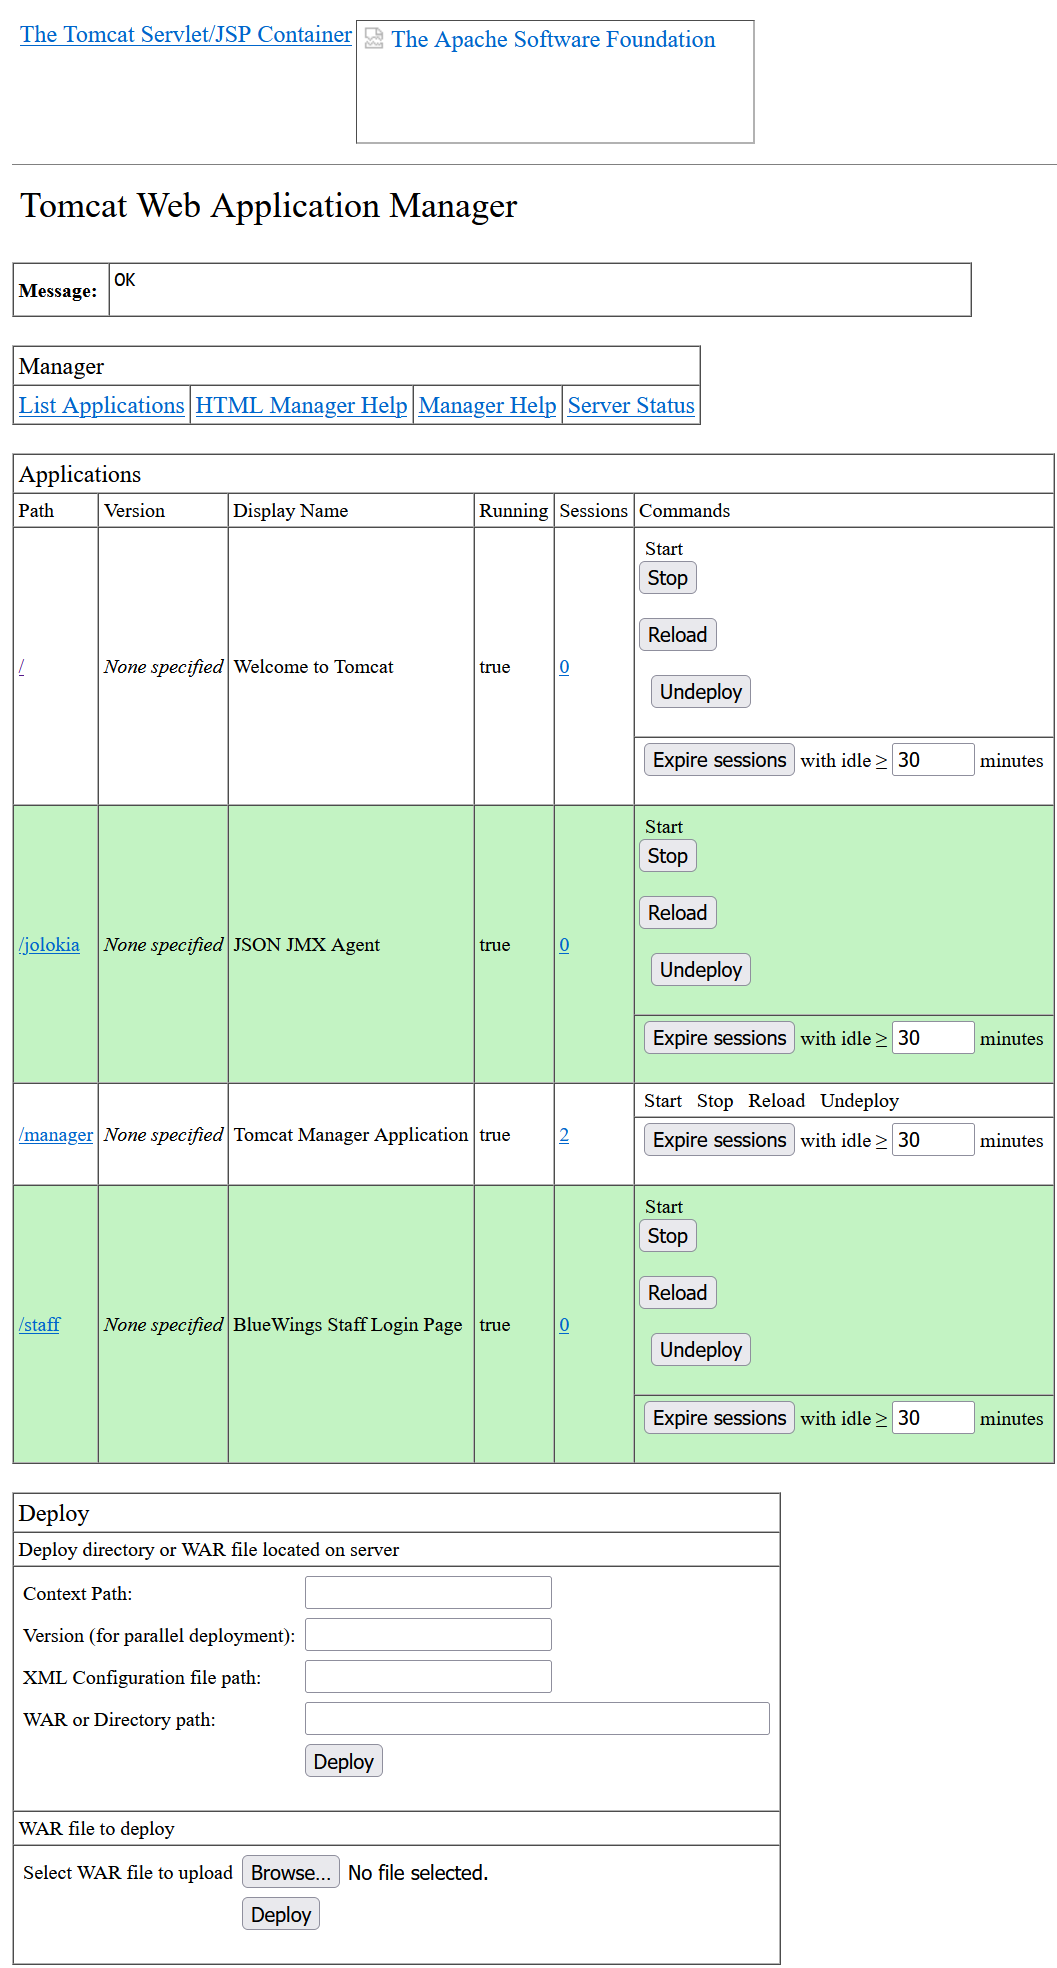 The Tomcat Servlet/JSP Container The Apache Software Foundation
Tomcat Web Application Manager
Message: OK
Manager
List Applications HTML Manager Help Manager Help Server Status
Applications
Path Version Display Name Running Sessions Commands
/ None specified Welcome to Tomcat true 0
Start
Stop
Reload
Undeploy
Expire sessions with idle ≥ 30 minutes
/jolokia None specified JSON JMX Agent true 0
Start
Stop
Reload
Undeploy
Expire sessions with idle ≥ 30 minutes
/manager None specified Tomcat Manager Application true 2
Start Stop Reload Undeploy
Expire sessions with idle ≥ 30 minutes
/staff None specified BlueWings Staff Login Page true 0
Start
Stop
Reload
Undeploy
Expire sessions with idle ≥ 30 minutes
Deploy
Deploy directory or WAR file located on server
Context Path:
Version (for parallel deployment):
XML Configuration file path:
WAR or Directory path:
Deploy
WAR file to deploy
Select WAR file to upload Browse... No file selected.
Deploy